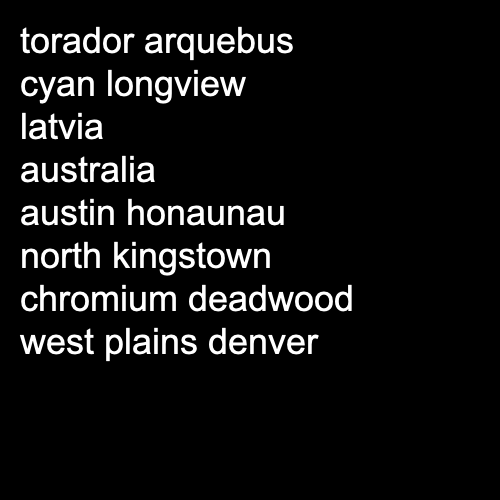 torador arquebus
cyan longview
latvia
australia
austin honaunau
north kingstown
chromium deadwood
west plains denver